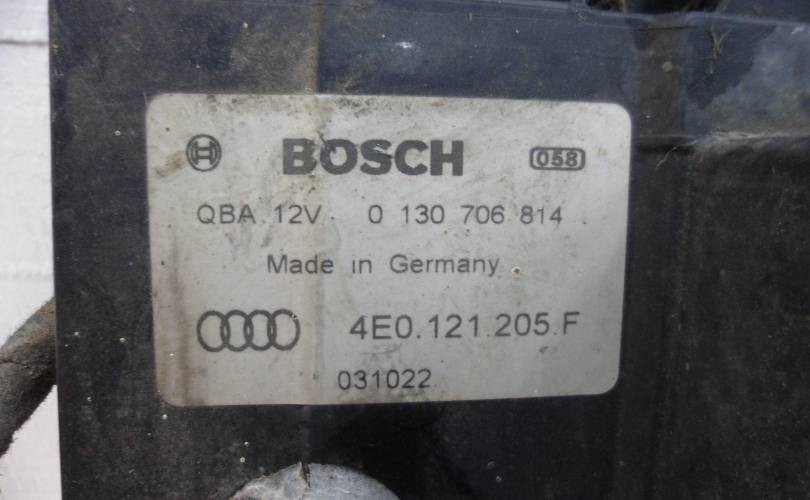 BOSCH 058
QBA 12V 0 130 706 814
Made in Germany
4E0.121.205.F
031022